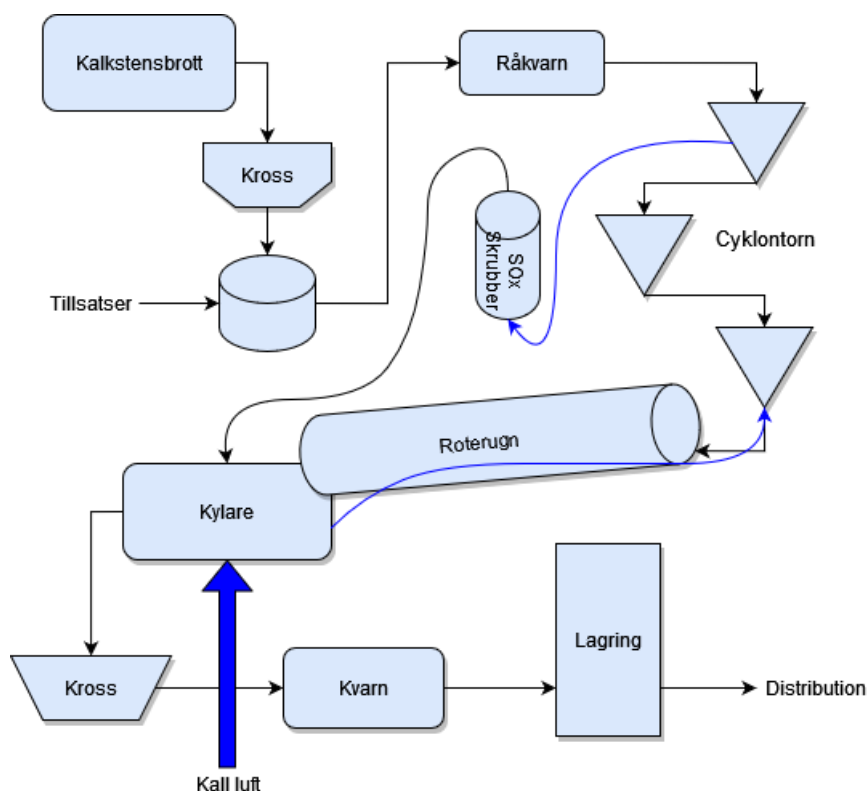 Kalkstensbrott
Råkvarn
Kross
SOx
Skrubber
Cyklontorn
Tillsatser
Roterugn
Kylare
Lagring
Kross
Kvarn
Distribution
Kall luft